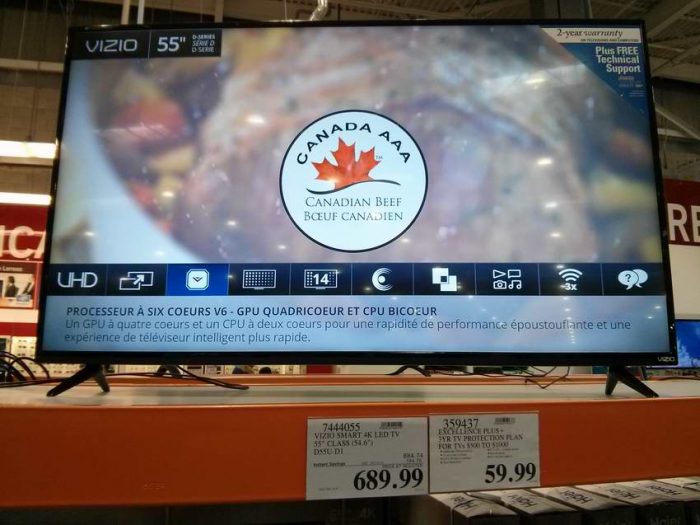 VIZIO
55"
D-SERIES
SÉRIE D
D-SERIE
2-year warranty
Plus FREE
Technical
Support
CANADA AAA
CANADIAN BEEF
BŒUF CANADIEN
UHD
14
3x
PROCESSEUR À SIX COEURS V6 - GPU QUADRICOEUR ET CPU BICOEUR
Un GPU à quatre coeurs et un CPU à deux coeurs pour une rapidité de performance époustouflante et une
expérience de téléviseur intelligent plus rapide.
VIZIO
7444055
VIZIO SMART 4K LED TV
55" CLASS (54.6")
D55U-D1
Instant Savings
689.99
359437
EXCELLENCE PLUS+
3YR TV PROTECTION PLAN
FOR TVs $500 TO $1000
59.99
Haier